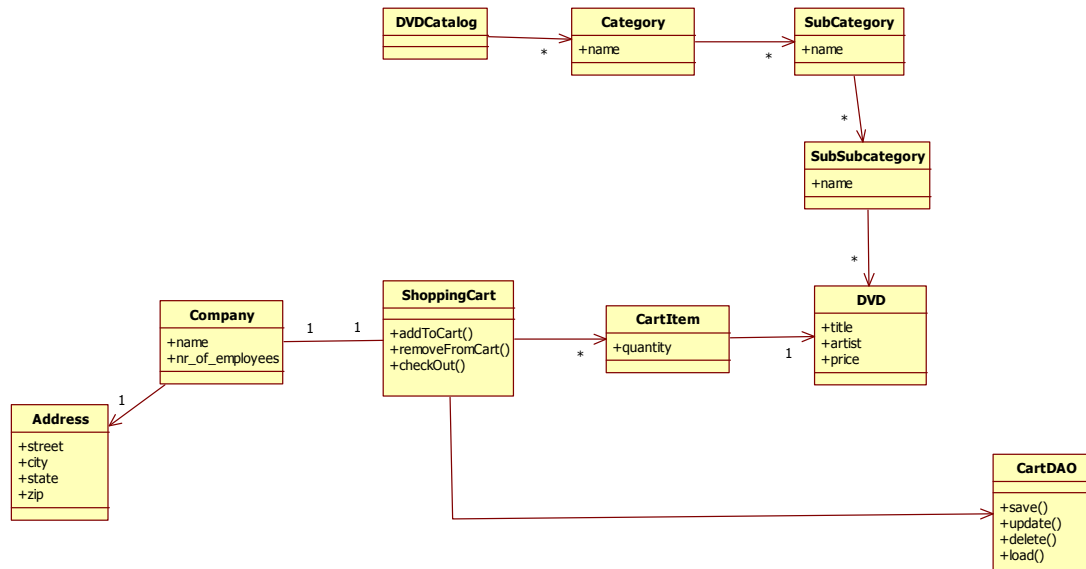 DVDCatalog
Category
+name
SubCategory
+name
*
*
*
SubSubcategory
+name
*
ShoppingCart
+addToCart()
+removeFromCart()
+checkOut()
Company
+name
+nr_of_employees
1
1
CartItem
+quantity
*
1
DVD
+title
+artist
+price
1
Address
+street
+city
+state
+zip
CartDAO
+save()
+update()
+delete()
+load()